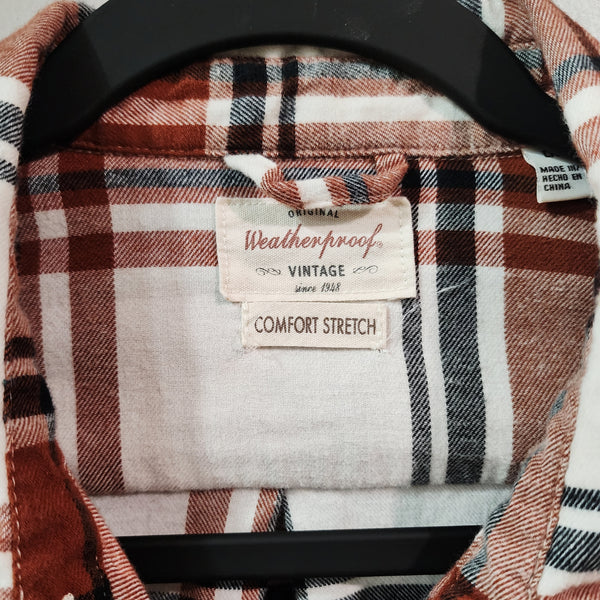 ORIGINAL
Weatherproof®
VINTAGE
since 1948
COMFORT STRETCH
MADE IN
HECHO EN
CHINA